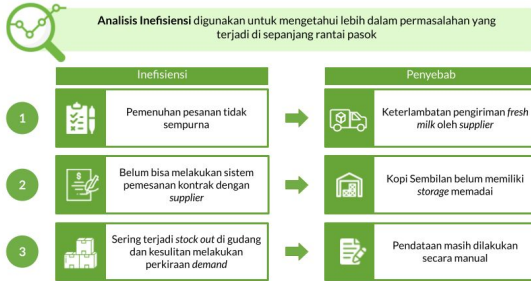 Analisis Inefisiensi digunakan untuk mengetahui lebih dalam permasalahan yang
terjadi di sepanjang rantai pasok
Inefisiensi
Penyebab
1
Pemenuhan pesanan tidak
sempurna
Keterlambatan pengiriman fresh
milk oleh supplier
2
Belum bisa melakukan sistem
pemesanan kontrak dengan
supplier
Kopi Sembilan belum memiliki
storage memadai
3
Sering terjadi stock out di gudang
dan kesulitan melakukan
perkiraan demand
Pendataan masih dilakukan
secara manual